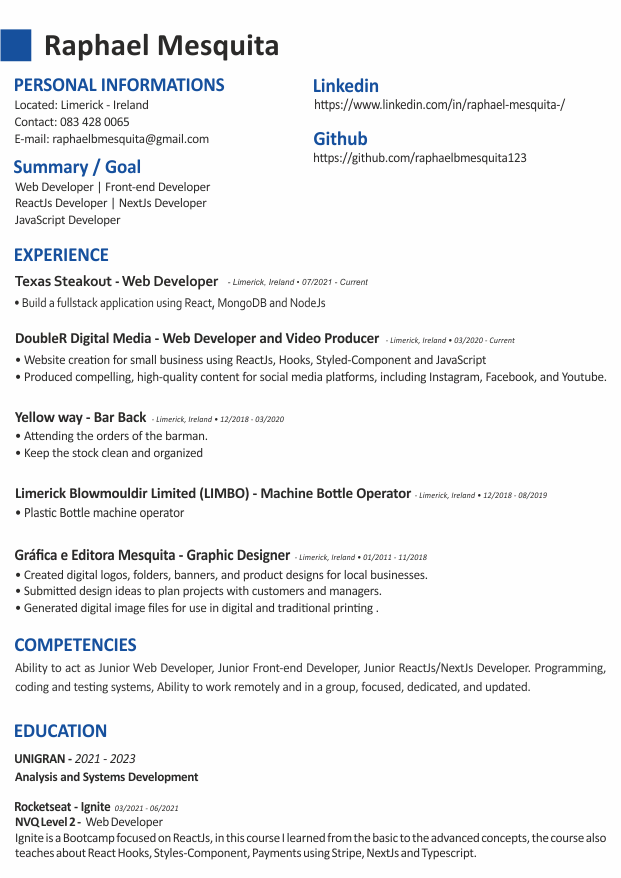 Raphael Mesquita
PERSONAL INFORMATIONS
Located: Limerick - Ireland
Contact: 083 428 0065
E-mail: raphaelbmesquita@gmail.com
Linkedin
https://www.linkedin.com/in/raphael-mesquita-/
Github
https://github.com/raphaelbmesquita123
Summary / Goal
Web Developer | Front-end Developer
ReactJs Developer | NextJs Developer
JavaScript Developer
EXPERIENCE
Texas Steakout - Web Developer - Limerick, Ireland • 07/2021 - Current
• Build a fullstack application using React, MongoDB and NodeJs
DoubleR Digital Media - Web Developer and Video Producer - Limerick, Ireland • 03/2020 - Current
• Website creation for small business using ReactJs, Hooks, Styled-Component and JavaScript
• Produced compelling, high-quality content for social media platforms, including Instagram, Facebook, and Youtube.
Yellow way - Bar Back - Limerick, Ireland • 12/2018 - 03/2020
• Attending the orders of the barman.
• Keep the stock clean and organized
Limerick Blowmouldir Limited (LIMBO) - Machine Bottle Operator - Limerick, Ireland • 12/2018 - 08/2019
• Plastic Bottle machine operator
Gráfica e Editora Mesquita - Graphic Designer - Limerick, Ireland • 01/2011 - 11/2018
• Created digital logos, folders, banners, and product designs for local businesses.
• Submitted design ideas to plan projects with customers and managers.
• Generated digital image files for use in digital and traditional printing .
COMPETENCIES
Ability to act as Junior Web Developer, Junior Front-end Developer, Junior ReactJs/NextJs Developer. Programming,
coding and testing systems, Ability to work remotely and in a group, focused, dedicated, and updated.
EDUCATION
UNIGRAN - 2021 - 2023
Analysis and Systems Development
Rocketseat - Ignite 03/2021 - 06/2021
NVQ Level 2 - Web Developer
Ignite is a Bootcamp focused on ReactJs, in this course I learned from the basic to the advanced concepts, the course also
teaches about React Hooks, Styles-Component, Payments using Stripe, NextJs and Typescript.